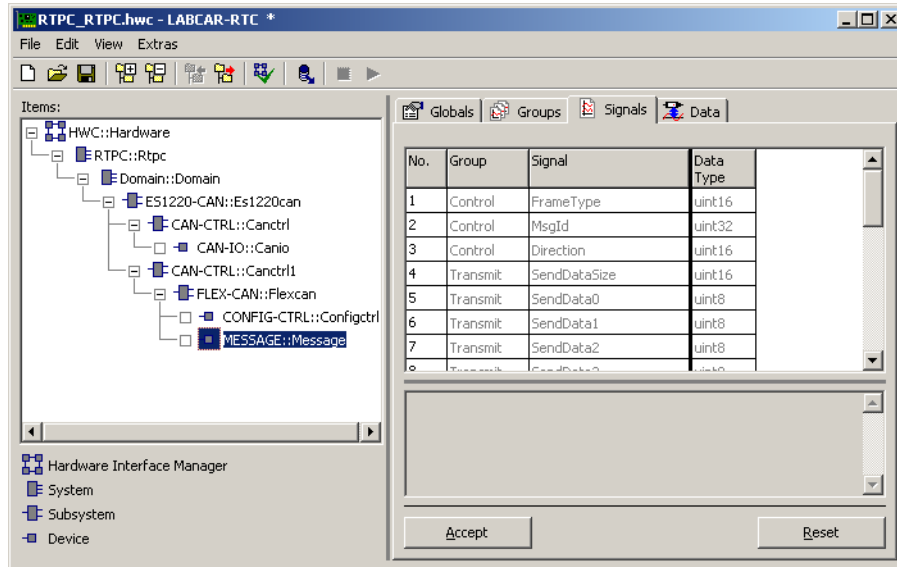 RTPC_RTPC.hwc - LABCAR-RTC *
File Edit View Extras
Items:
HWC::Hardware
RTPC::Rtpc
Domain::Domain
ES1220-CAN::Es1220can
CAN-CTRL::Canctrl
CAN-IO::Canio
CAN-CTRL::Canctrl1
FLEX-CAN::Flexcan
CONFIG-CTRL::Configctrl
MESSAGE::Message
Hardware Interface Manager
System
Subsystem
Device
Globals Groups Signals Data
No. Group Signal Data Type
1 Control FrameType uint16
2 Control MsgId uint32
3 Control Direction uint16
4 Transmit SendDataSize uint16
5 Transmit SendData0 uint8
6 Transmit SendData1 uint8
7 Transmit SendData2 uint8
Accept Reset